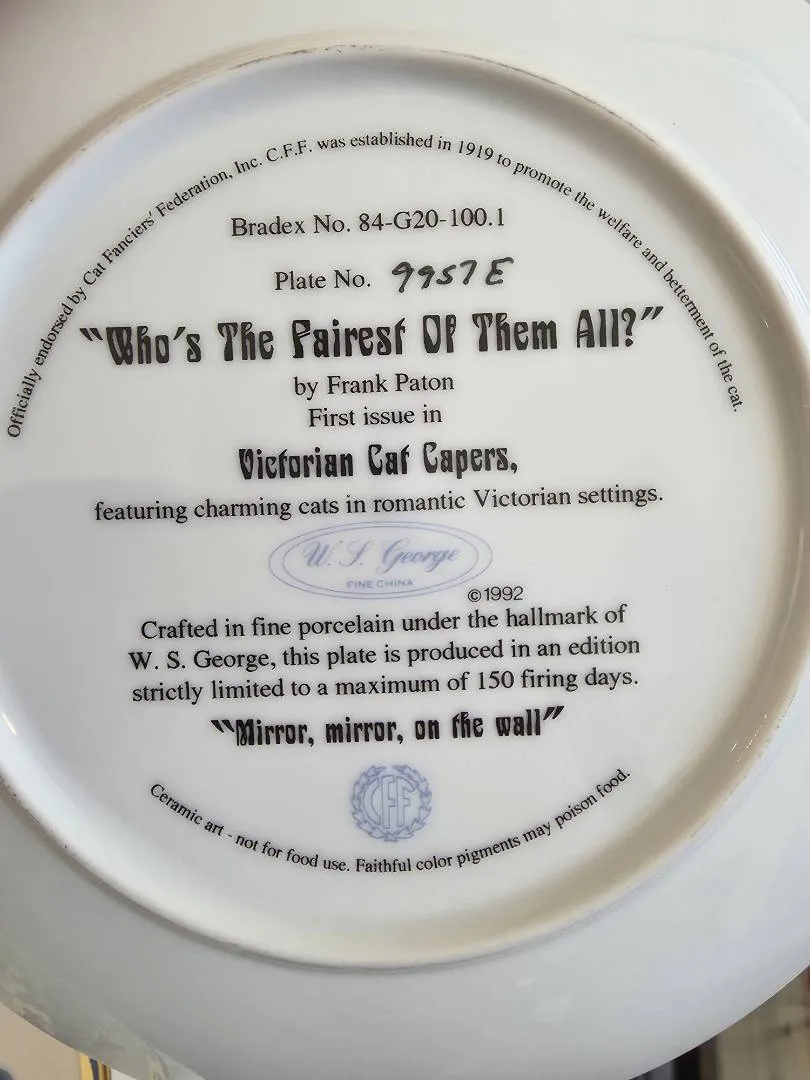 Officially endorsed by Cat Fanciers' Federation, Inc. C.F.F. was established in 1919 to promote the welfare and betterment of the cat.
Bradex No. 84-G20-100.1
Plate No. 9957E
"Who's The Fairest Of Them All?"
by Frank Paton
First issue in
Victorian Cat Capers,
featuring charming cats in romantic Victorian settings.
W. S. George
FINE CHINA
©1992
Crafted in fine porcelain under the hallmark of
W. S. George, this plate is produced in an edition
strictly limited to a maximum of 150 firing days.
"Mirror, mirror, on the wall"
CFF
Ceramic art - not for food use. Faithful color pigments may poison food.